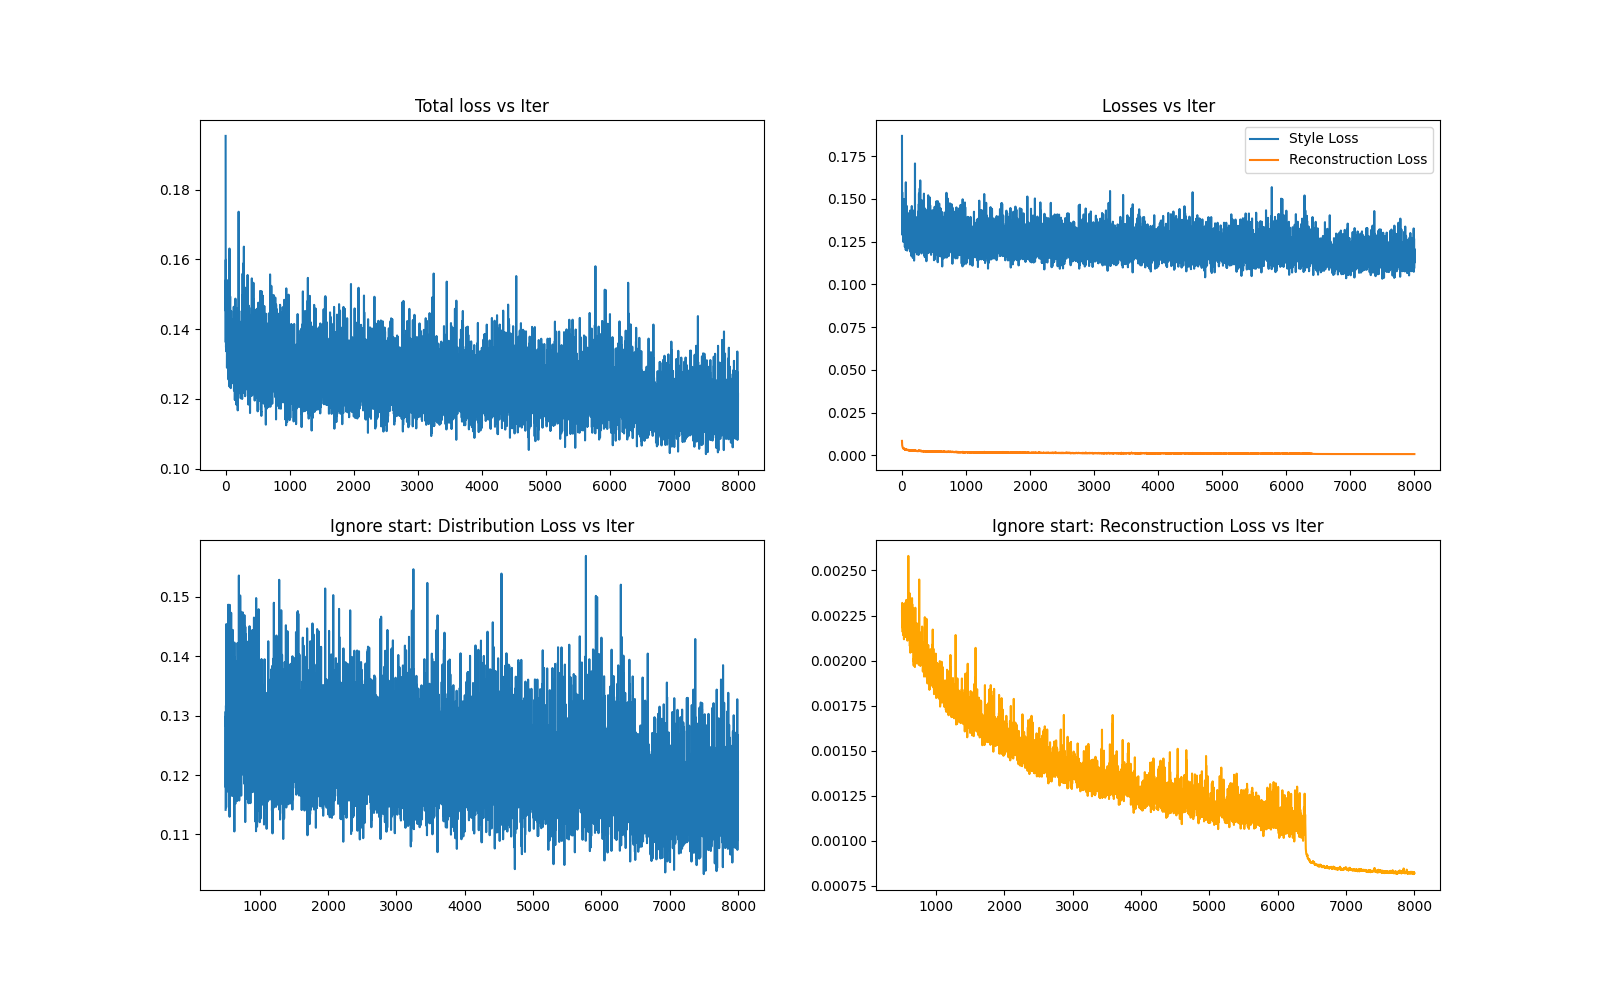 Total loss vs Iter
0.18
0.16
0.14
0.12
0.10
0 1000 2000 3000 4000 5000 6000 7000 8000
Losses vs Iter
Style Loss
Reconstruction Loss
0.175
0.150
0.125
0.100
0.075
0.050
0.025
0.000
0 1000 2000 3000 4000 5000 6000 7000 8000
Ignore start: Distribution Loss vs Iter
0.15
0.14
0.13
0.12
0.11
1000 2000 3000 4000 5000 6000 7000 8000
Ignore start: Reconstruction Loss vs Iter
0.00250
0.00225
0.00200
0.00175
0.00150
0.00125
0.00100
0.00075
1000 2000 3000 4000 5000 6000 7000 8000